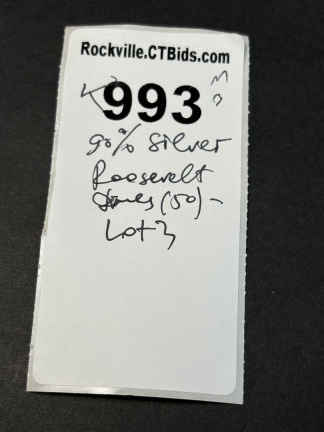 Rockville.CTBids.com
993
90% Silver
Roosevelt
dimes (50) -
Lot 3